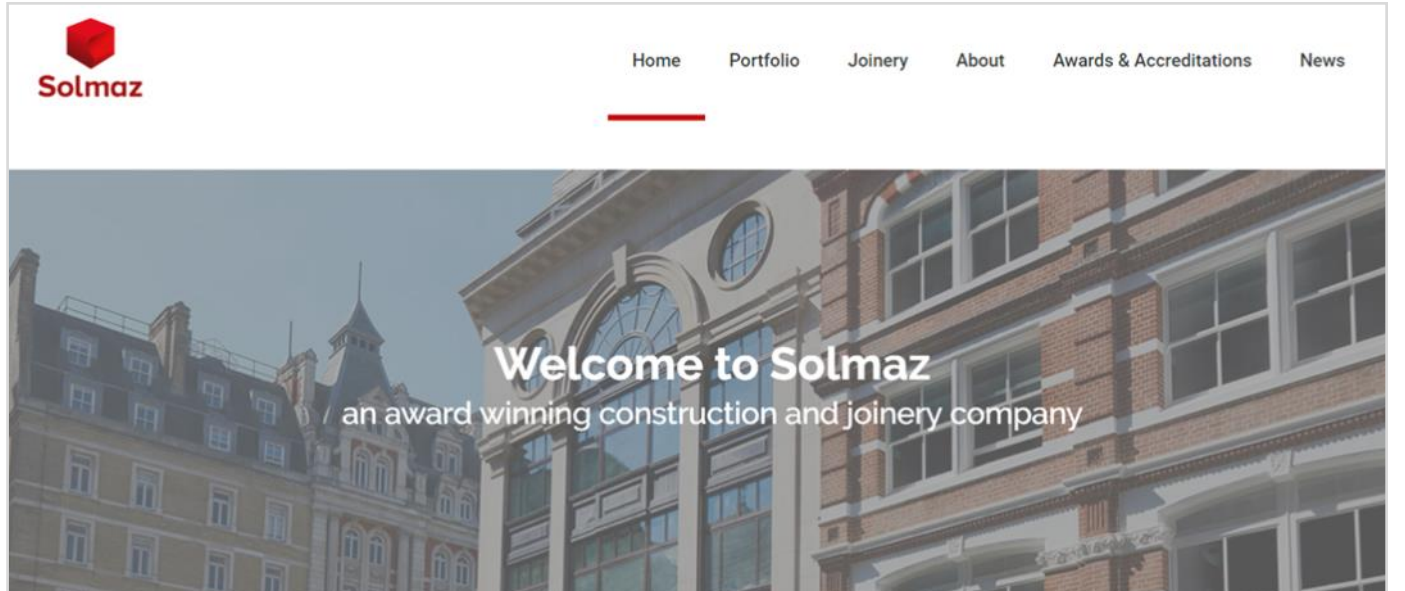 Solmaz
Home Portfolio Joinery About Awards & Accreditations News
Welcome to Solmaz
an award winning construction and joinery company